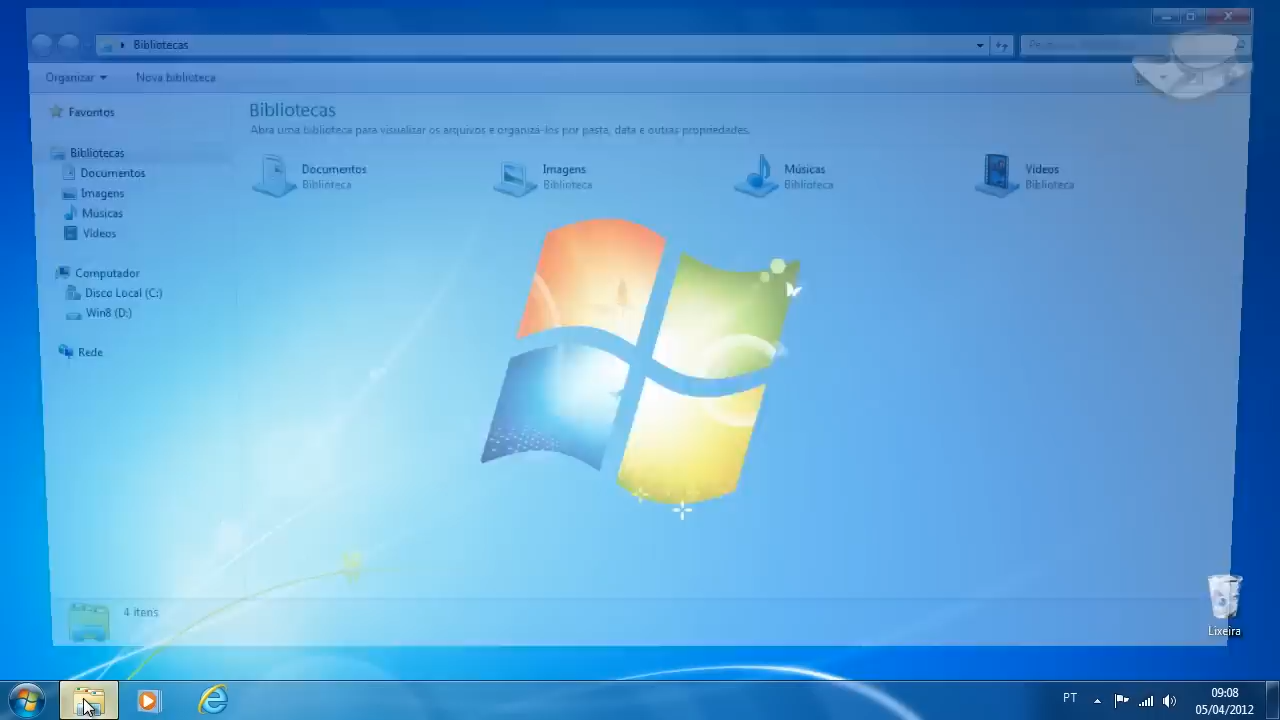 Bibliotecas
Organizar
Nova biblioteca
Favoritos
Bibliotecas
Documentos
Imagens
Músicas
Vídeos
Computador
Disco Local (C:)
Win8 (D:)
Rede
Bibliotecas
Abra uma biblioteca para visualizar os arquivos e organizá-los por pasta, data e outras propriedades.
Documentos
Biblioteca
Imagens
Biblioteca
Músicas
Biblioteca
Vídeos
Biblioteca
4 itens
Lixeira
PT
09:08
05/04/2012